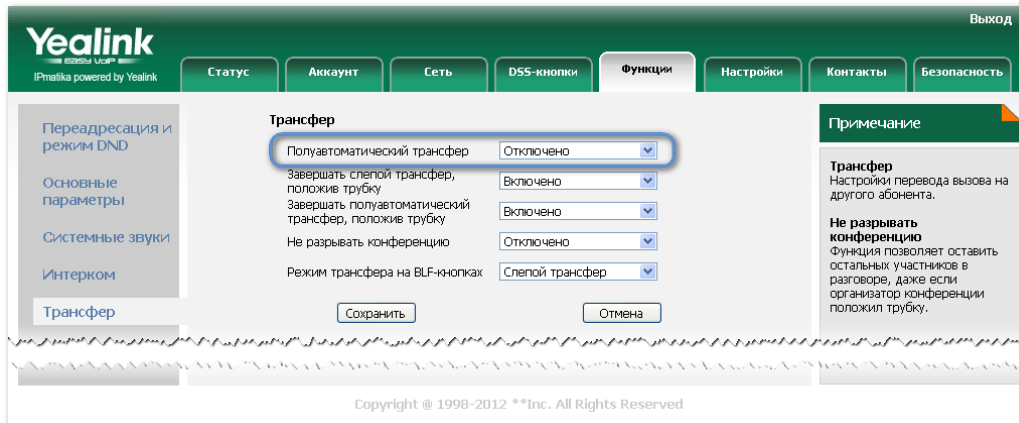 Выход
Yealink
EASY VoIP
IPmatika powered by Yealink
Статус
Аккаунт
Сеть
DSS-кнопки
Функции
Настройки
Контакты
Безопасность
Переадресация и
режим DND
Основные
параметры
Системные звуки
Интерком
Трансфер
Трансфер
Полуавтоматический трансфер
Отключено
Завершать слепой трансфер,
положив трубку
Включено
Завершать полуавтоматический
трансфер, положив трубку
Включено
Не разрывать конференцию
Отключено
Режим трансфера на BLF-кнопках
Слепой трансфер
Сохранить
Отмена
Примечание
Трансфер
Настройки перевода вызова на
другого абонента.
Не разрывать
конференцию
Функция позволяет оставить
остальных участников в
разговоре, даже если
организатор конференции
положил трубку.
Copyright @ 1998-2012 **Inc. All Rights Reserved